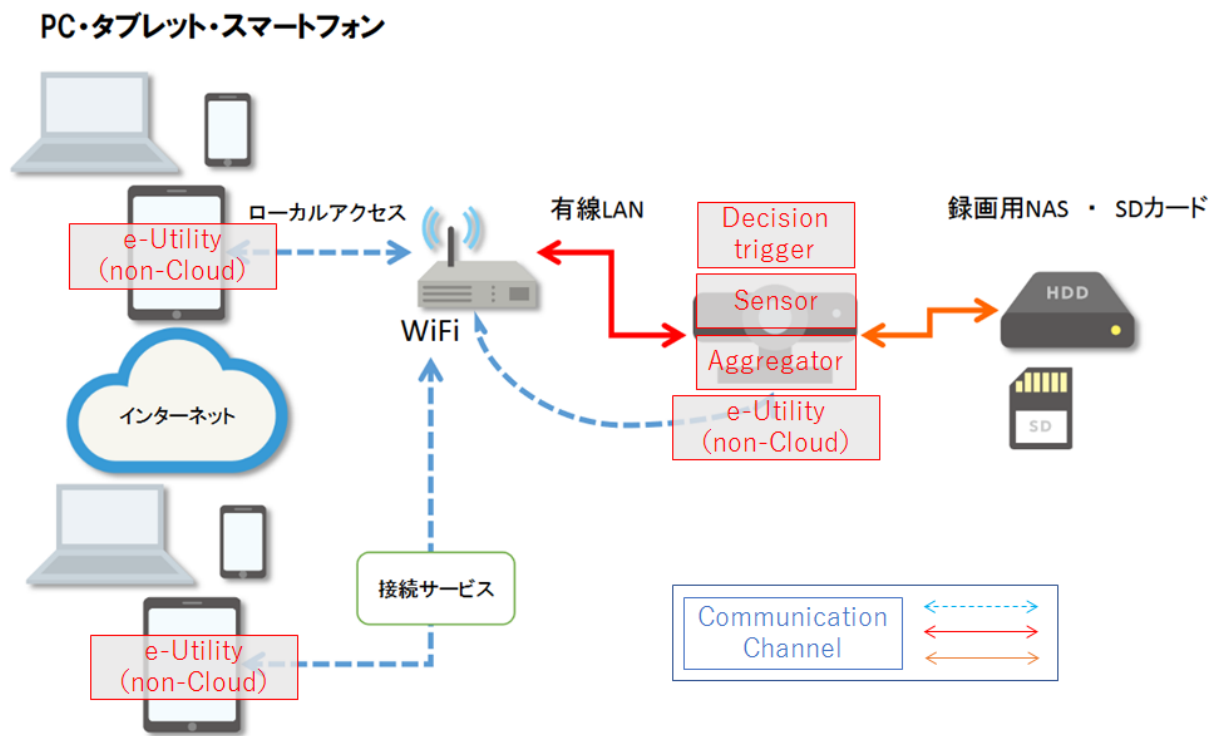 PC・タブレット・スマートフォン
ローカルアクセス
有線LAN
録画用NAS ・ SDカード
Decision
trigger
e-Utility
(non-Cloud)
Sensor
HDD
WiFi
Aggregator
インターネット
e-Utility
(non-Cloud)
SD
接続サービス
Communication
Channel
e-Utility
(non-Cloud)